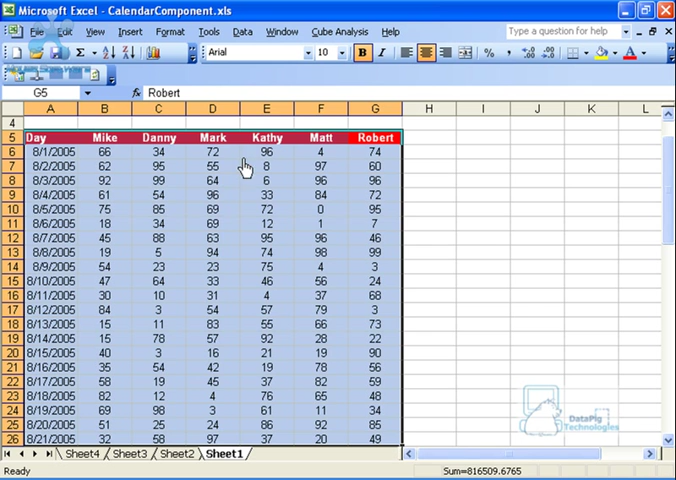 Microsoft Excel - CalendarComponent.xls
File Edit View Insert Format Tools Data Window Cube Analysis Type a question for help
Arial 10 B I
G5 fx Robert
A B C D E F G H I J K L
4
5 Day Mike Danny Mark Kathy Matt Robert
6 8/1/2005 66 34 72 96 4 74
7 8/2/2005 62 95 55 8 97 60
8 8/3/2005 92 99 64 6 96 96
9 8/4/2005 61 54 96 33 84 72
10 8/5/2005 75 85 69 72 0 95
11 8/6/2005 18 34 69 12 1 7
12 8/7/2005 45 88 63 95 96 46
13 8/8/2005 19 5 94 74 98 99
14 8/9/2005 54 23 23 75 4 3
15 8/10/2005 47 64 33 46 56 24
16 8/11/2005 30 10 31 4 37 68
17 8/12/2005 84 3 54 57 79 3
18 8/13/2005 15 11 83 55 66 73
19 8/14/2005 15 78 57 92 28 22
20 8/15/2005 40 3 16 21 19 90
21 8/16/2005 35 54 42 19 78 56
22 8/17/2005 58 19 45 37 82 59
23 8/18/2005 82 12 4 76 65 48
24 8/19/2005 69 98 3 61 11 34
25 8/20/2005 51 25 24 86 92 85
26 8/21/2005 32 58 97 37 20 49
DataPig
Technologies
Sheet4 Sheet3 Sheet2 Sheet1
Ready Sum=816509.6765